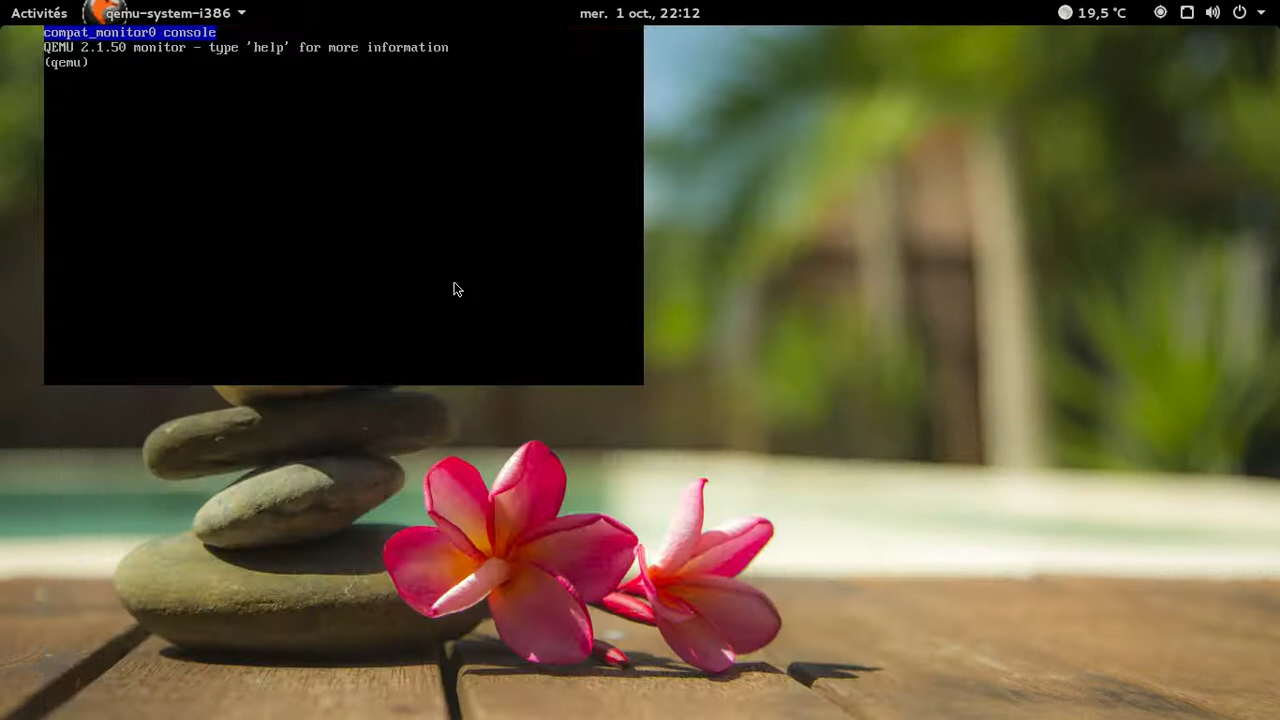 Activités qemu-system-i386 mer. 1 oct., 22:12 19,5 °C
compat_monitor0 console
QEMU 2.1.50 monitor - type 'help' for more information
(qemu)